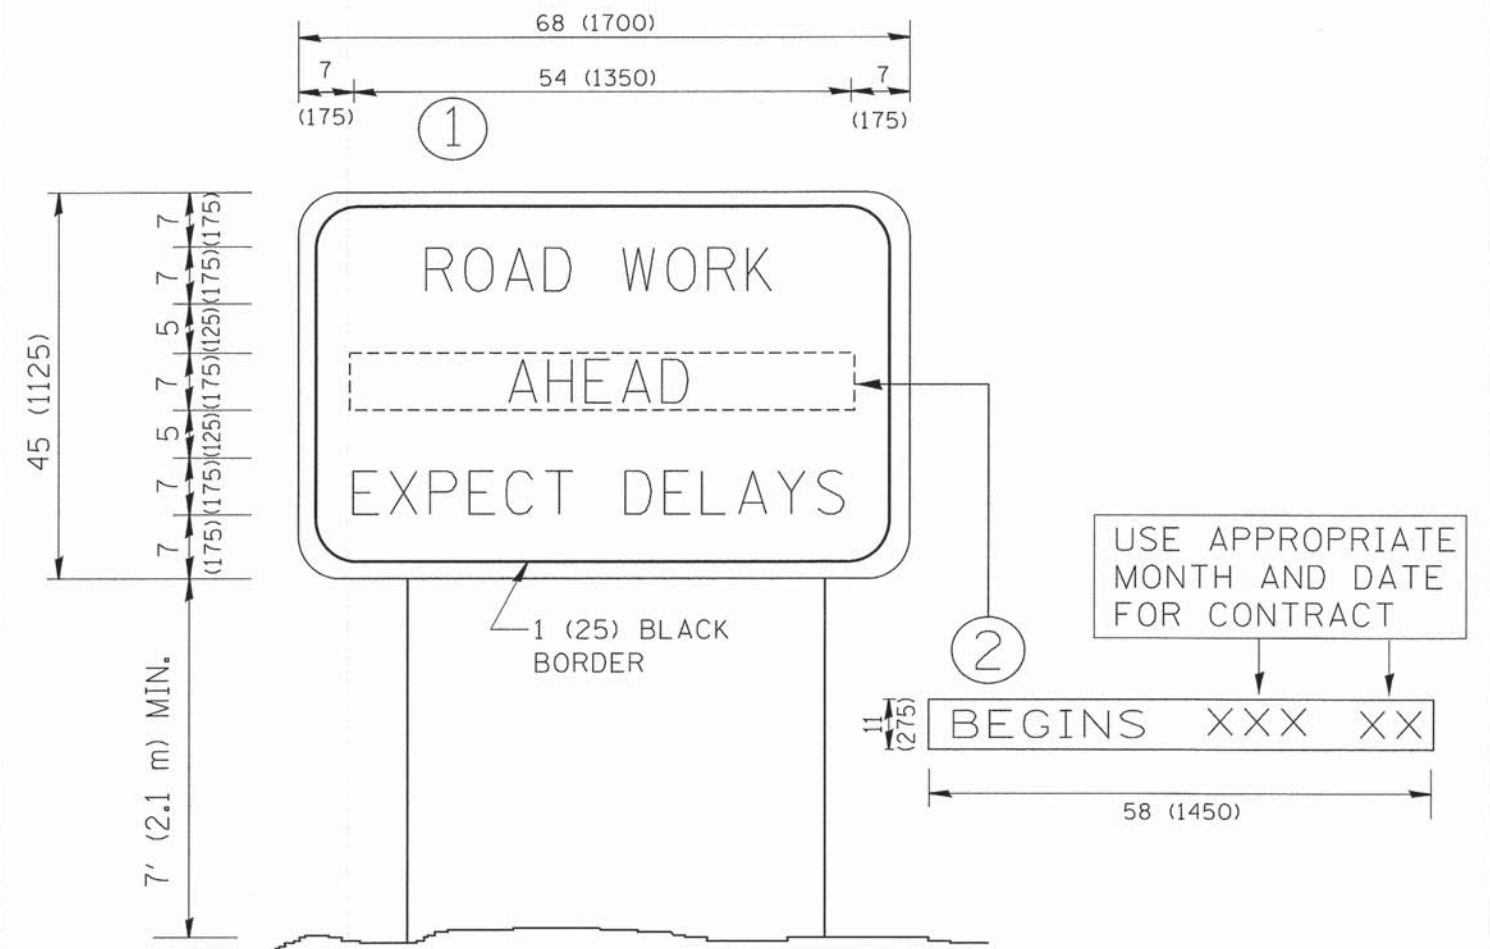 68 (1700)
7
54 (1350)
7
(175)
(175)
1
7
(175)
7
(175)
5
(125)
7
(175)
5
(125)
7
(175)
7
(175)
45 (1125)
ROAD WORK
AHEAD
EXPECT DELAYS
1 (25) BLACK
BORDER
7' (2.1 m) MIN.
2
USE APPROPRIATE
MONTH AND DATE
FOR CONTRACT
11
(275)
BEGINS XXX XX
58 (1450)